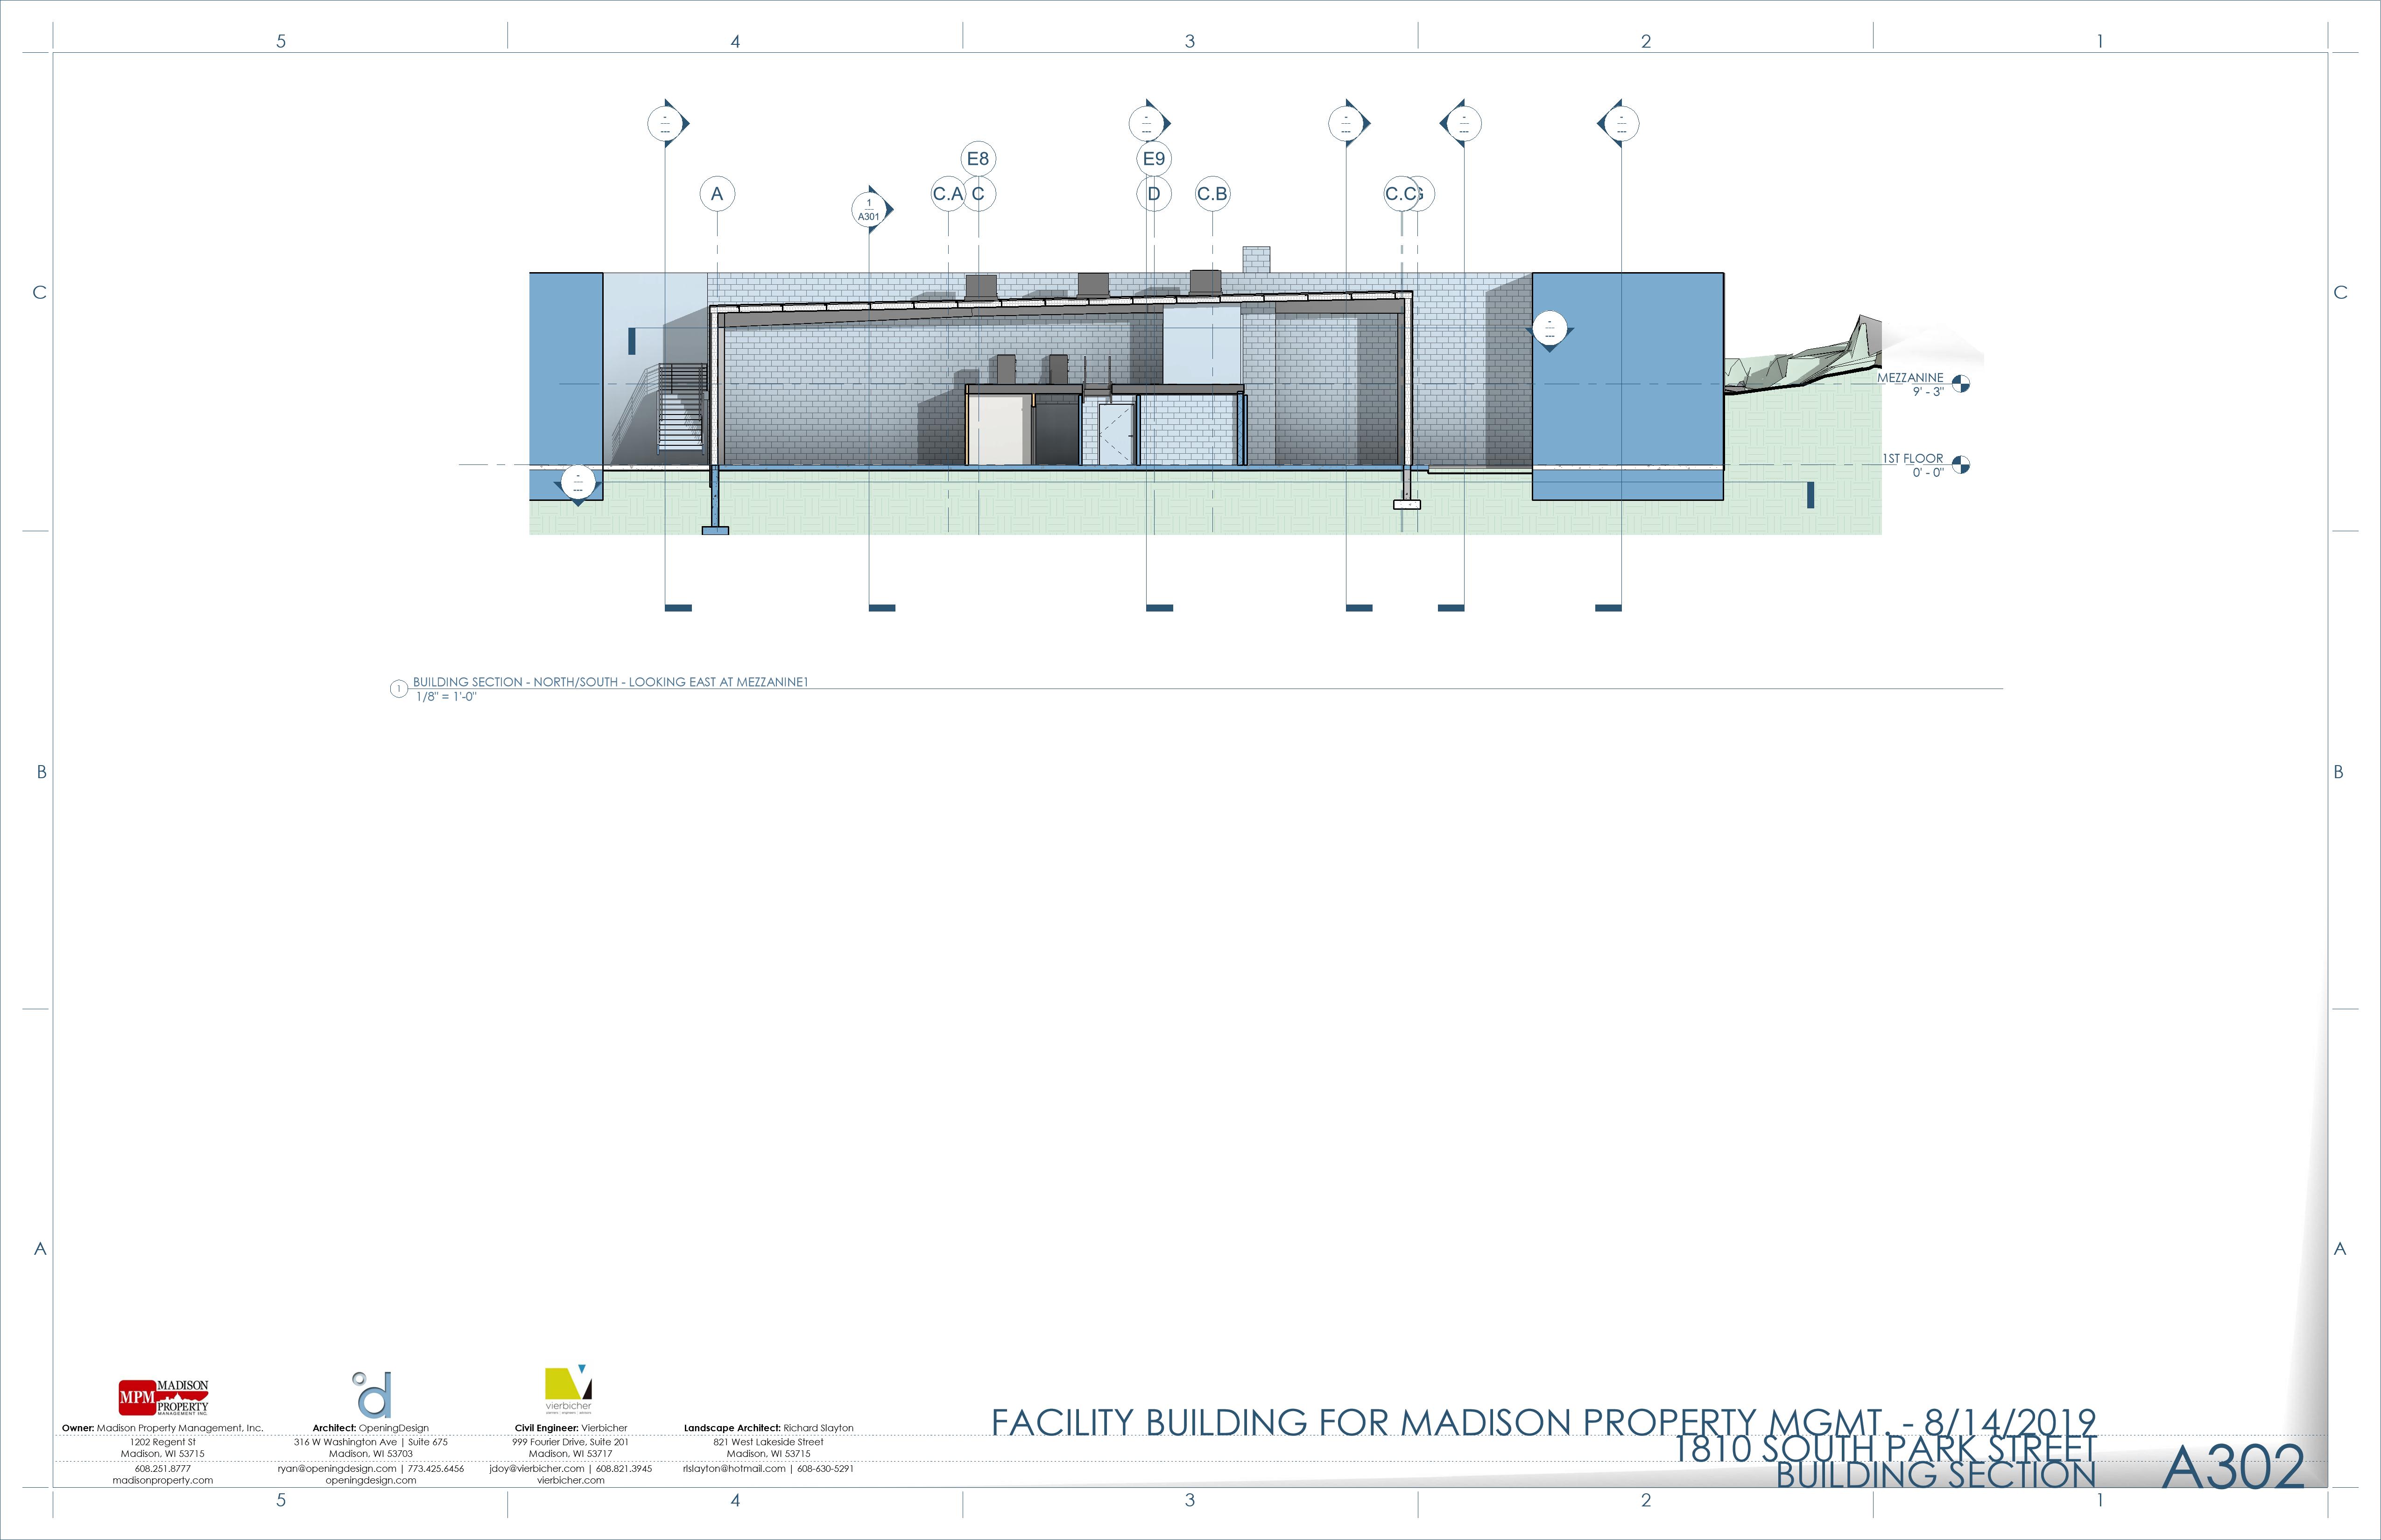 5 4 3 2 1
- --- - --- - --- - --- - ---
E8 E9
A C.A C D C.B C.C
1
A301
C C
- ---
MEZZANINE
9' - 3"
1ST FLOOR
0' - 0"
- ---
1 BUILDING SECTION - NORTH/SOUTH - LOOKING EAST AT MEZZANINE1
1/8" = 1'-0"
B B
A A
MPM MADISON PROPERTY
MANAGEMENT INC.
d
vierbicher
Owner: Madison Property Management, Inc.
1202 Regent St
Madison, WI 53715
608.251.8777
madisonproperty.com
Architect: OpeningDesign
316 W Washington Ave | Suite 675
Madison, WI 53703
ryan@openingdesign.com | 773.425.6456
openingdesign.com
Civil Engineer: Vierbicher
999 Fourier Drive, Suite 201
Madison, WI 53717
jdoy@vierbicher.com | 608.821.3945
vierbicher.com
Landscape Architect: Richard Slayton
821 West Lakeside Street
Madison, WI 53715
rlslayton@hotmail.com | 608-630-5291
FACILITY BUILDING FOR MADISON PROPERTY MGMT. - 8/14/2019
1810 SOUTH PARK STREET
BUILDING SECTION
A302
5 4 3 2 1